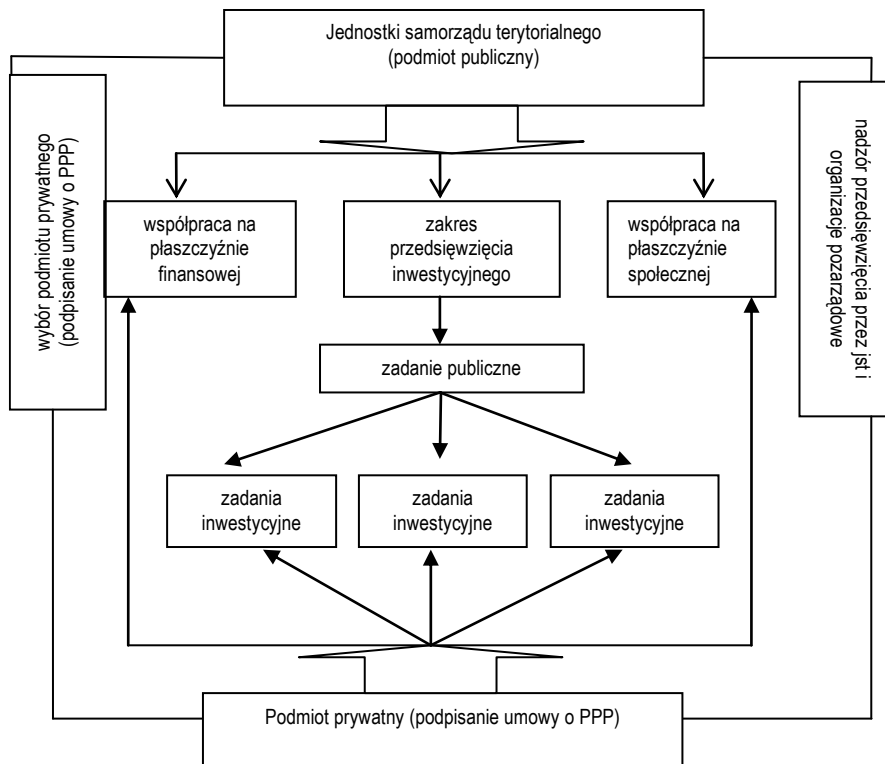 Jednostki samorządu terytorialnego
(podmiot publiczny)
wybór podmiotu prywatnego
(podpisanie umowy o PPP)
nadzór przedsięwzięcia przez jst i
organizacje pozarządowe
współpraca na
płaszczyźnie
finansowej
zakres
przedsięwzięcia
inwestycyjnego
współpraca na
płaszczyźnie
społecznej
zadanie publiczne
zadania
inwestycyjne
zadania
inwestycyjne
zadania
inwestycyjne
Podmiot prywatny (podpisanie umowy o PPP)